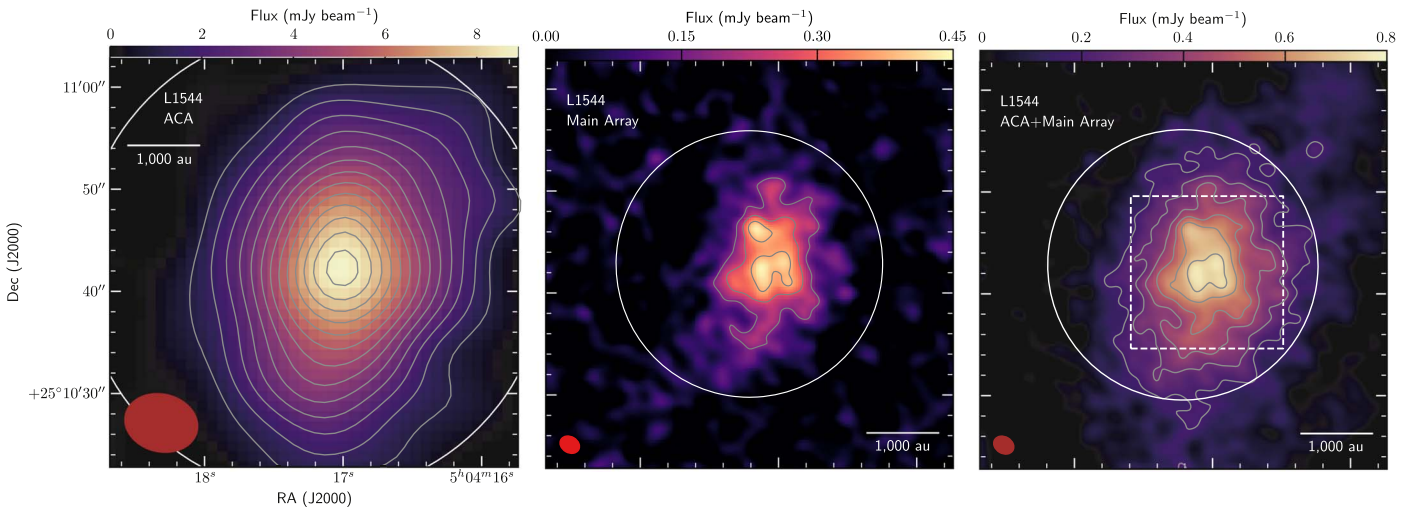 Flux (mJy beam⁻¹)
0 2 4 6 8
L1544
ACA
1,000 au
11′00″
50″
40″
+25°10′30″
Dec (J2000)
18ˢ 17ˢ 5ʰ04ᵐ16ˢ
RA (J2000)
Flux (mJy beam⁻¹)
0.00 0.15 0.30 0.45
L1544
Main Array
1,000 au
Flux (mJy beam⁻¹)
0 0.2 0.4 0.6 0.8
L1544
ACA+Main Array
1,000 au